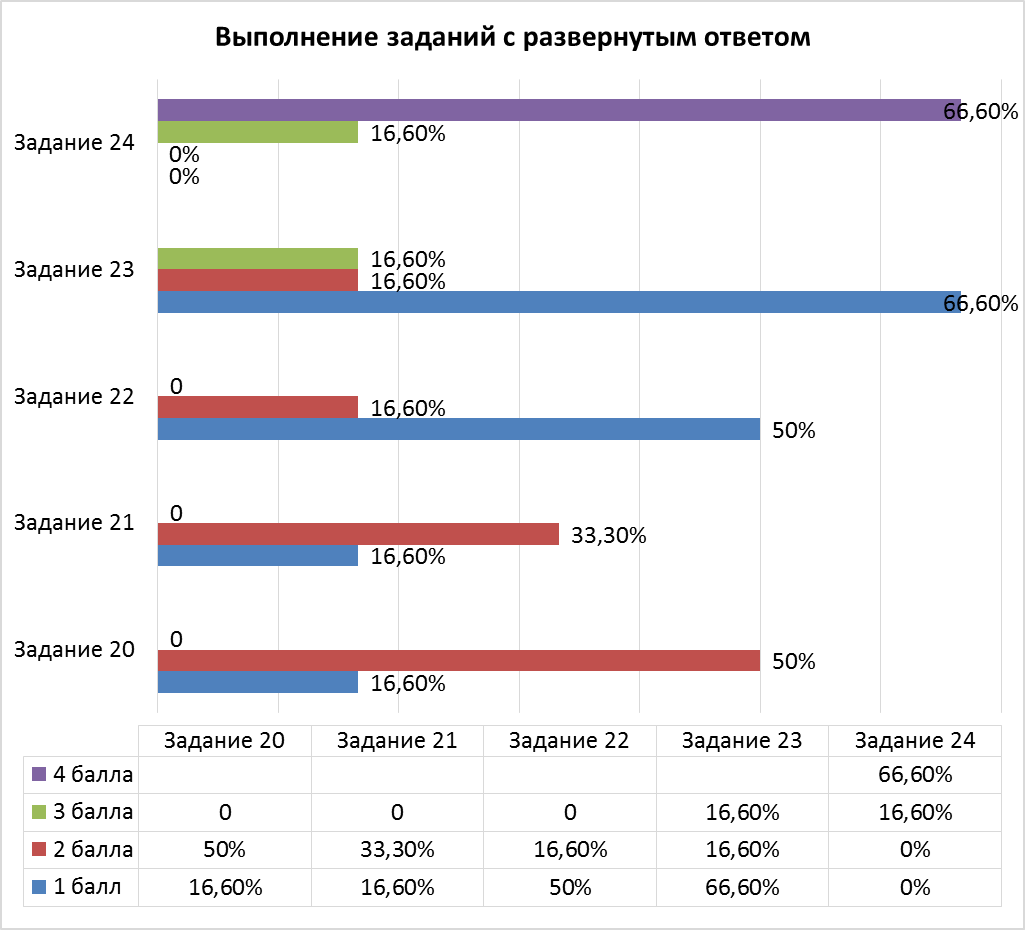 Выполнение заданий с развернутым ответом
66,60%
Задание 24
16,60%
0%
0%
16,60%
Задание 23
16,60%
66,60%
0
Задание 22
16,60%
50%
0
Задание 21
33,30%
16,60%
0
Задание 20
50%
16,60%
Задание 20 Задание 21 Задание 22 Задание 23 Задание 24
4 балла 66,60%
3 балла 0 0 0 16,60% 16,60%
2 балла 50% 33,30% 16,60% 16,60% 0%
1 балл 16,60% 16,60% 50% 66,60% 0%